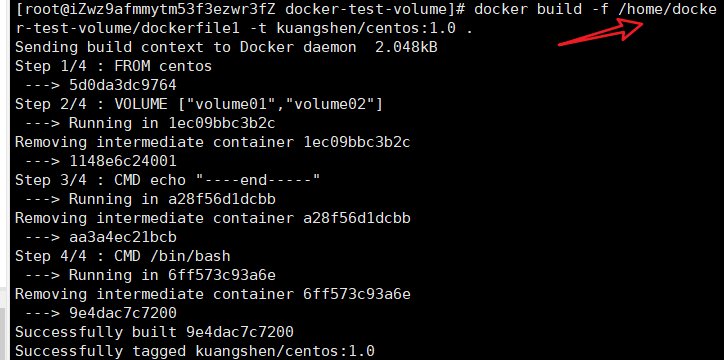 [root@iZwz9afmmytm53f3ezwr3fZ docker-test-volume]# docker build -f /home/docke
r-test-volume/dockerfile1 -t kuangshen/centos:1.0 .
Sending build context to Docker daemon  2.048kB
Step 1/4 : FROM centos
 ---> 5d0da3dc9764
Step 2/4 : VOLUME ["volume01","volume02"]
 ---> Running in 1ec09bbc3b2c
Removing intermediate container 1ec09bbc3b2c
 ---> 1148e6c24001
Step 3/4 : CMD echo "----end-----"
 ---> Running in a28f56d1dcbb
Removing intermediate container a28f56d1dcbb
 ---> aa3a4ec21bcb
Step 4/4 : CMD /bin/bash
 ---> Running in 6ff573c93a6e
Removing intermediate container 6ff573c93a6e
 ---> 9e4dac7c7200
Successfully built 9e4dac7c7200
Successfully tagged kuangshen/centos:1.0